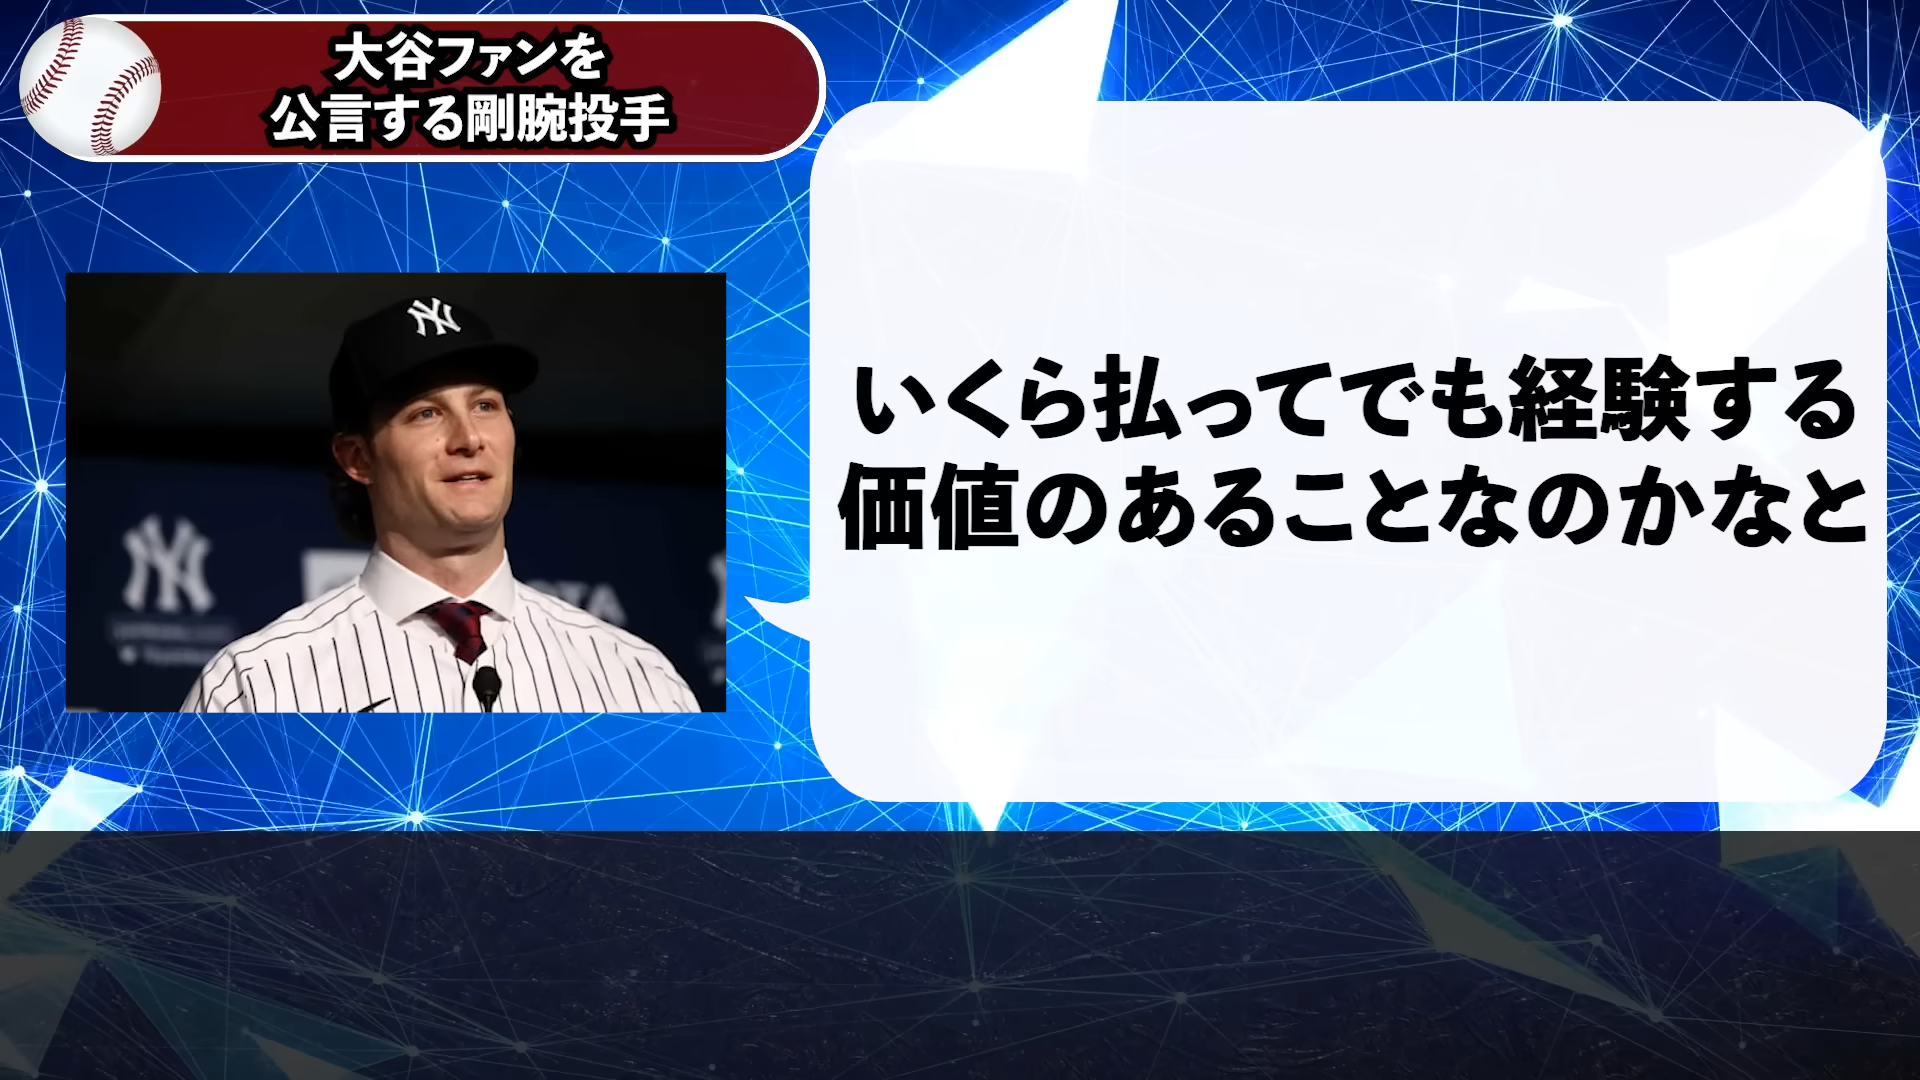 大谷ファンを
公言する剛腕投手
いくら払ってでも経験する
価値のあることなのかなと
NY
NY